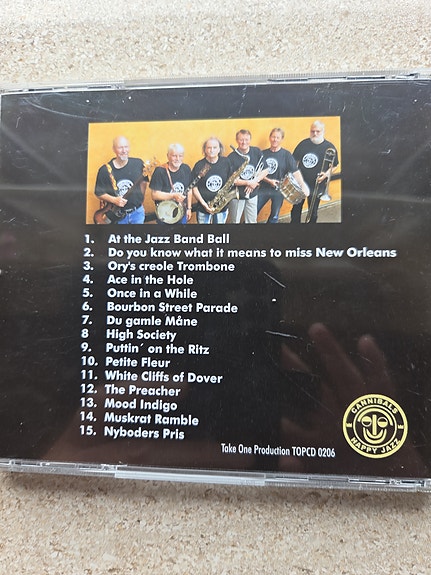 1. At the Jazz Band Ball
2. Do you know what it means to miss New Orleans
3. Ory's creole Trombone
4. Ace in the Hole
5. Once in a While
6. Bourbon Street Parade
7. Du gamle Måne
8 High Society
9. Puttin´ on the Ritz
10. Petite Fleur
11. White Cliffs of Dover
12. The Preacher
13. Mood Indigo
14. Muskrat Ramble
15. Nyboders Pris
Take One Production TOPCD 0206
CANNIBALS
HAPPY JAZZ